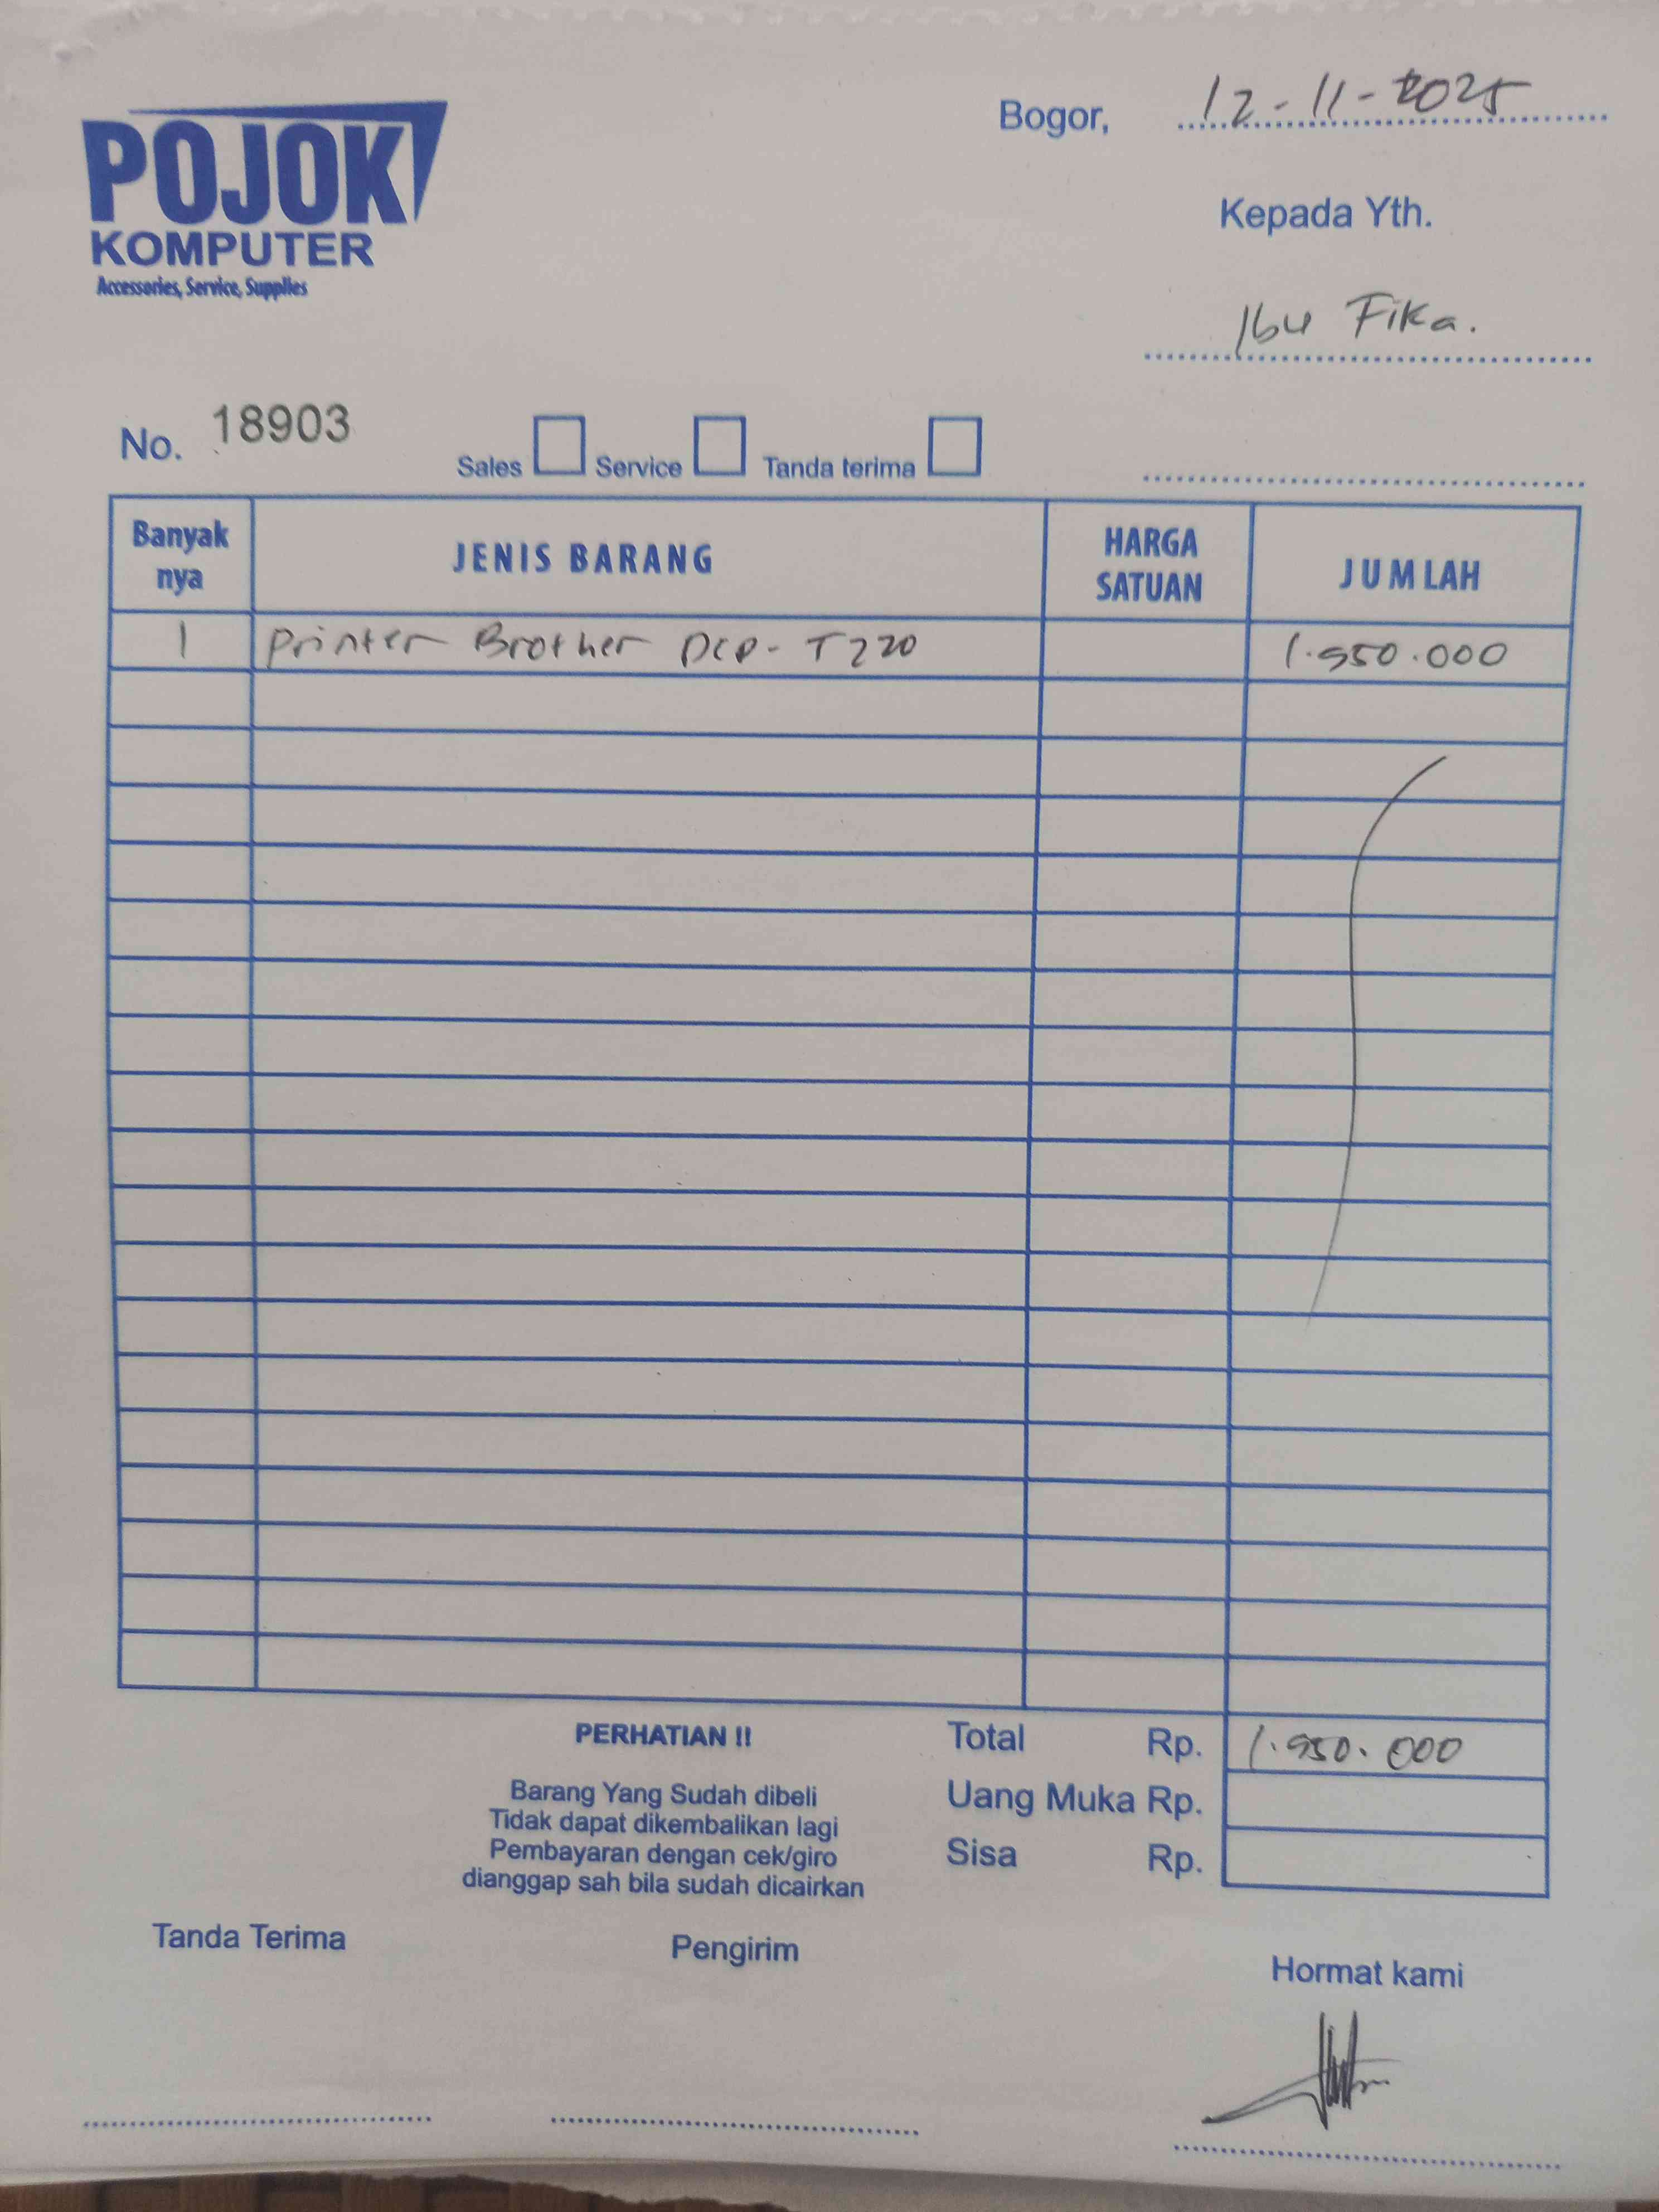 POJOK
KOMPUTER
Accessories, Service, Supplies
Bogor, 12-11-2025
Kepada Yth.
Ibu Fika.
No. 18903
Sales Service Tanda terima
Banyak nya JENIS BARANG HARGA SATUAN JUMLAH
1 Printer Brother DCP-T220 1.950.000
PERHATIAN !!
Barang Yang Sudah dibeli
Tidak dapat dikembalikan lagi
Pembayaran dengan cek/giro
dianggap sah bila sudah dicairkan
Total Rp. 1.950.000
Uang Muka Rp.
Sisa Rp.
Tanda Terima Pengirim Hormat kami